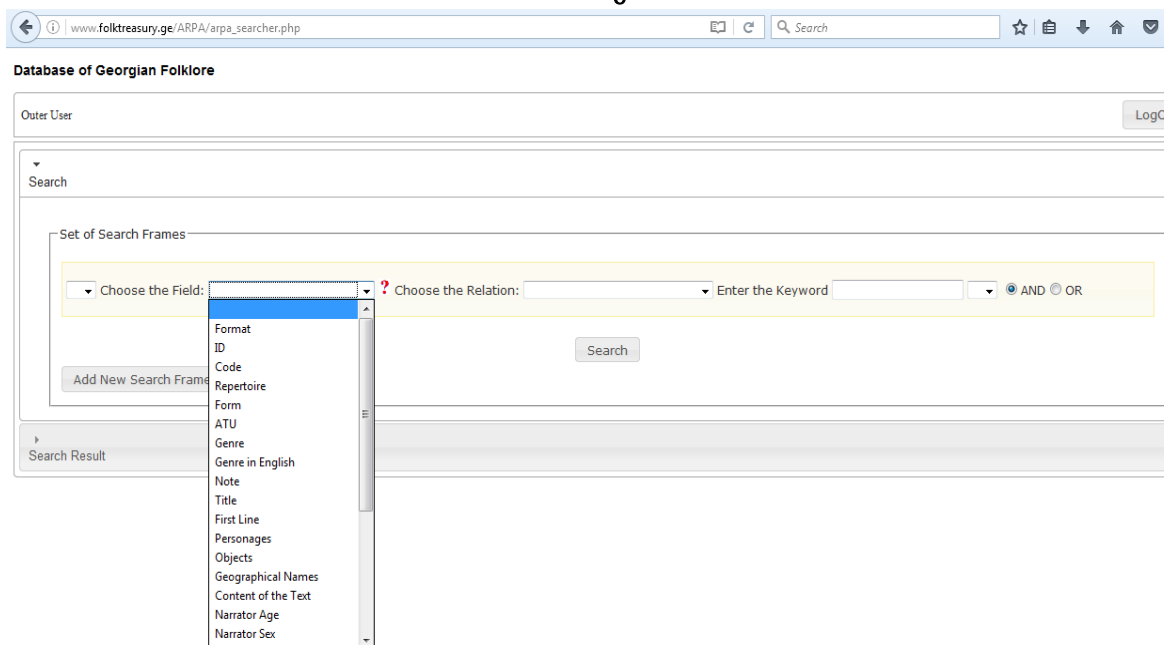 www.folktreasury.ge/ARPA/arpa_searcher.php
Search
Database of Georgian Folklore
Outer User
LogO
Search
Set of Search Frames
Choose the Field: ? Choose the Relation: Enter the Keyword AND OR
Format
ID
Code
Repertoire
Form
ATU
Genre
Genre in English
Note
Title
First Line
Personages
Objects
Geographical Names
Content of the Text
Narrator Age
Narrator Sex
Search
Add New Search Frame
Search Result